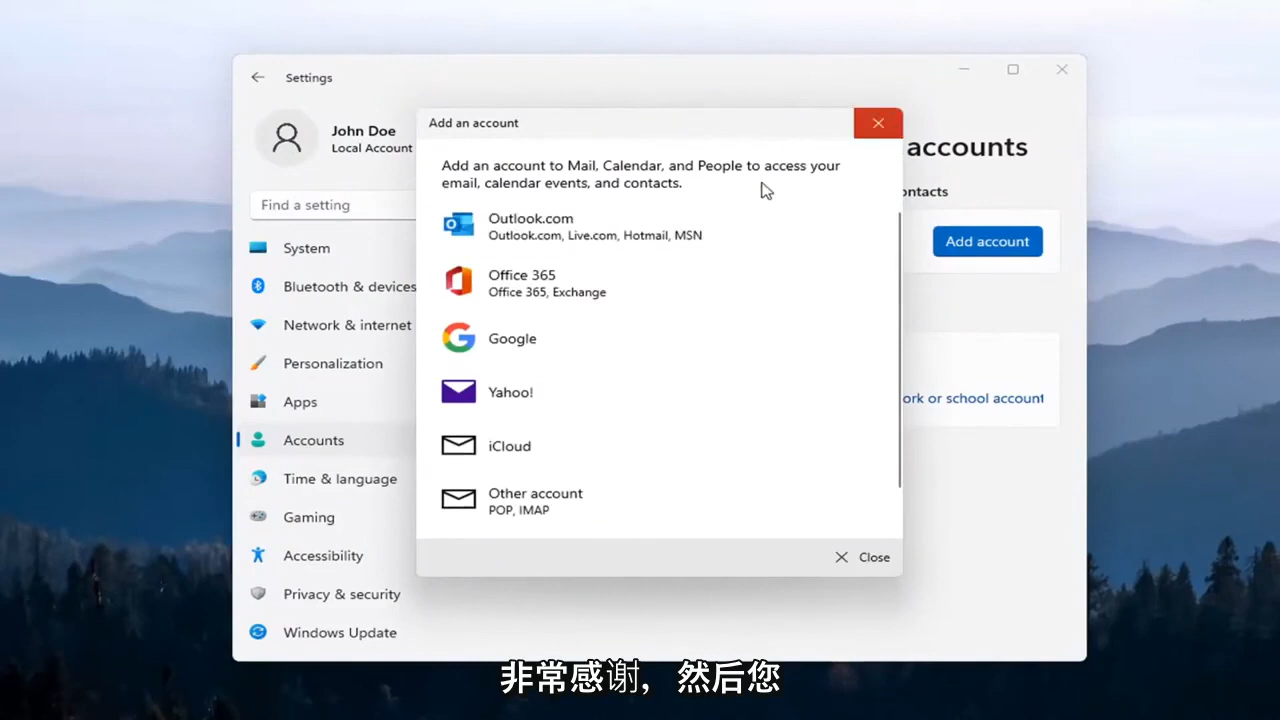 Settings
John Doe
Local Account
Find a setting
System
Bluetooth & devices
Network & internet
Personalization
Apps
Accounts
Time & language
Gaming
Accessibility
Privacy & security
Windows Update
Add an account
Add an account to Mail, Calendar, and People to access your
email, calendar events, and contacts.
Outlook.com
Outlook.com, Live.com, Hotmail, MSN
Office 365
Office 365, Exchange
Google
Yahoo!
iCloud
Other account
POP, IMAP
Close
accounts
ontacts
Add account
ork or school account
非常感谢，然后您